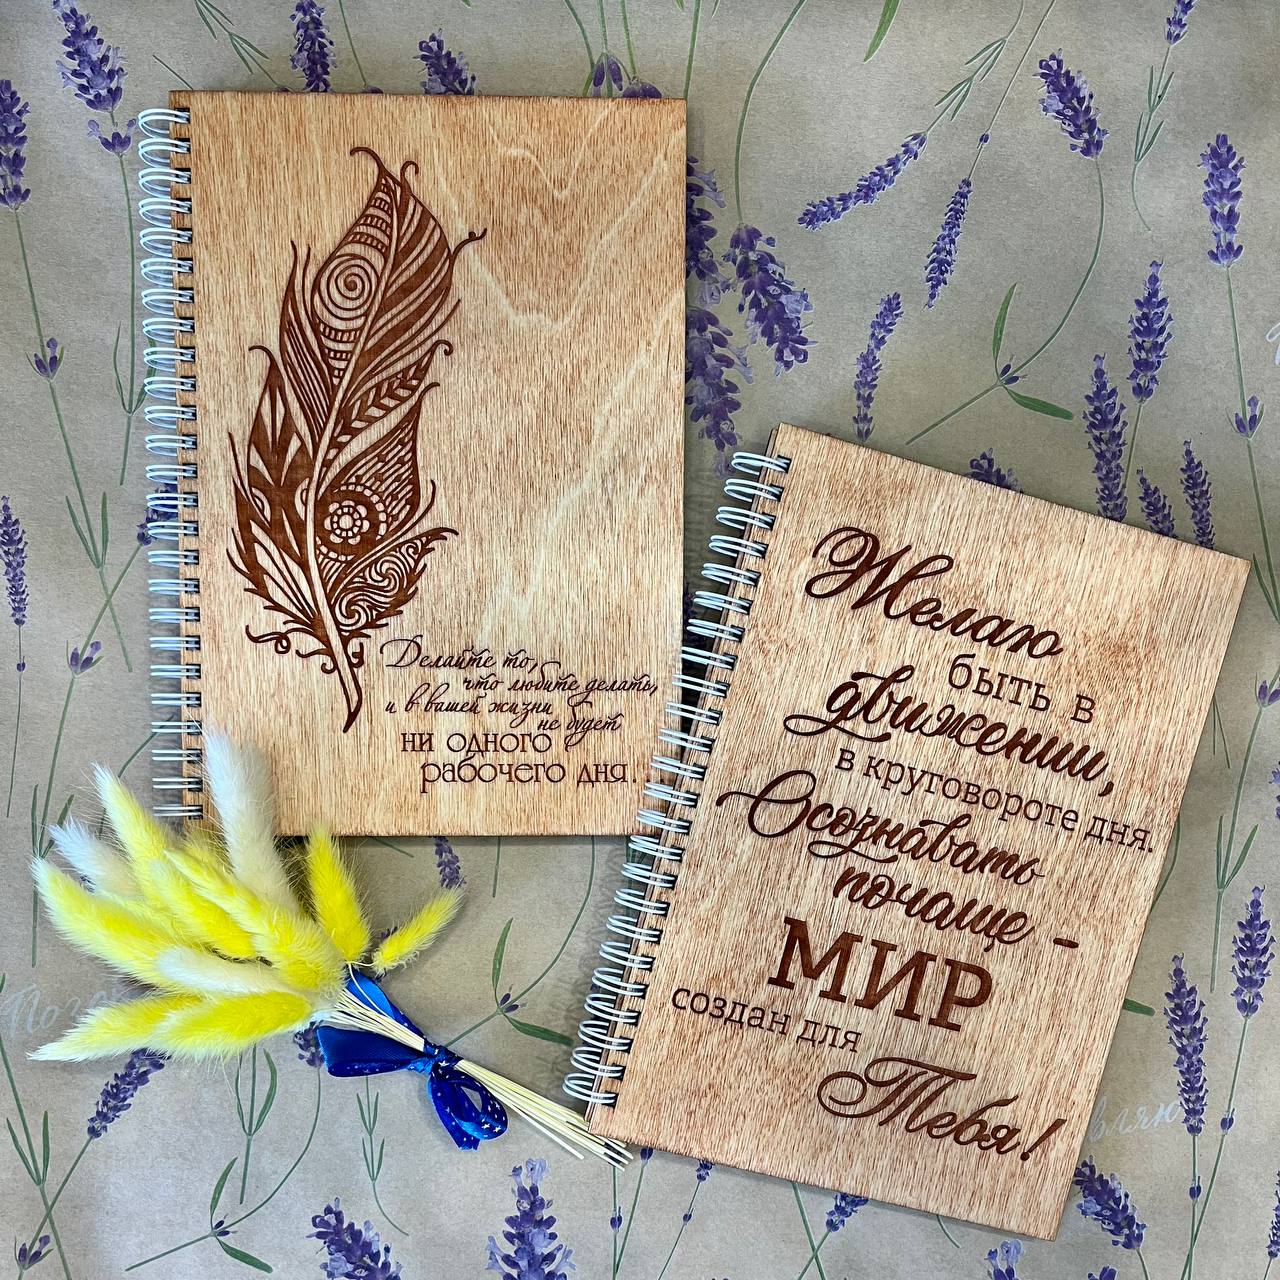 Делайте то,
что любите делать,
и в вашей жизни
не будет
ни одного
рабочего дня...
Желаю
быть в
движении,
в круговороте дня.
Осознавать
почаще -
МИР
создан для
Тебя!